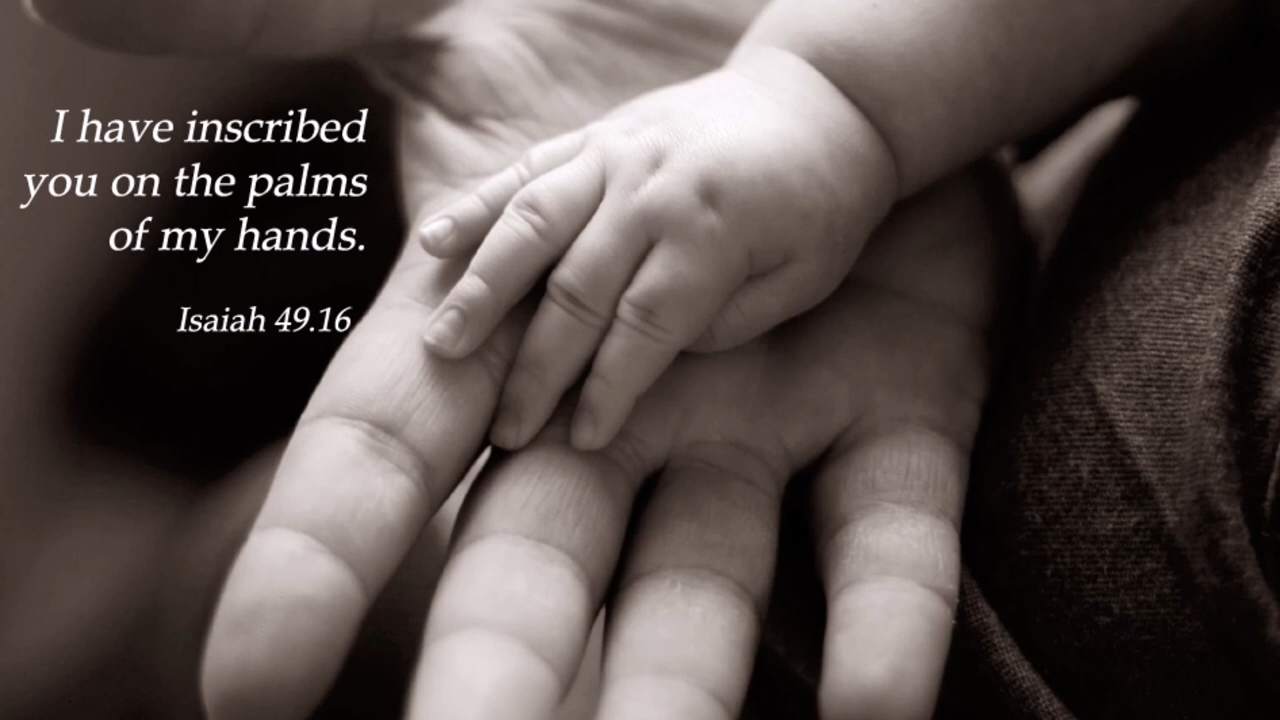 I have inscribed
you on the palms
of my hands.
Isaiah 49.16